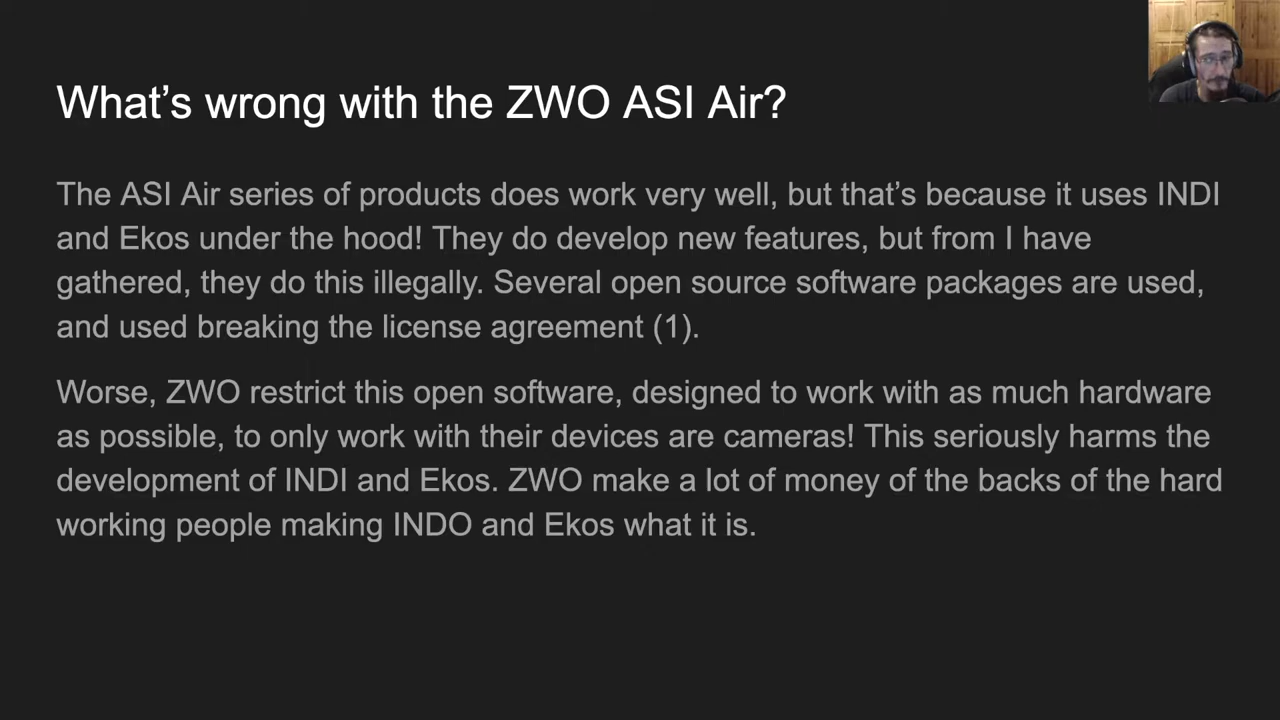 What’s wrong with the ZWO ASI Air?
The ASI Air series of products does work very well, but that’s because it uses INDI
and Ekos under the hood! They do develop new features, but from I have
gathered, they do this illegally. Several open source software packages are used,
and used breaking the license agreement (1).
Worse, ZWO restrict this open software, designed to work with as much hardware
as possible, to only work with their devices are cameras! This seriously harms the
development of INDI and Ekos. ZWO make a lot of money of the backs of the hard
working people making INDO and Ekos what it is.